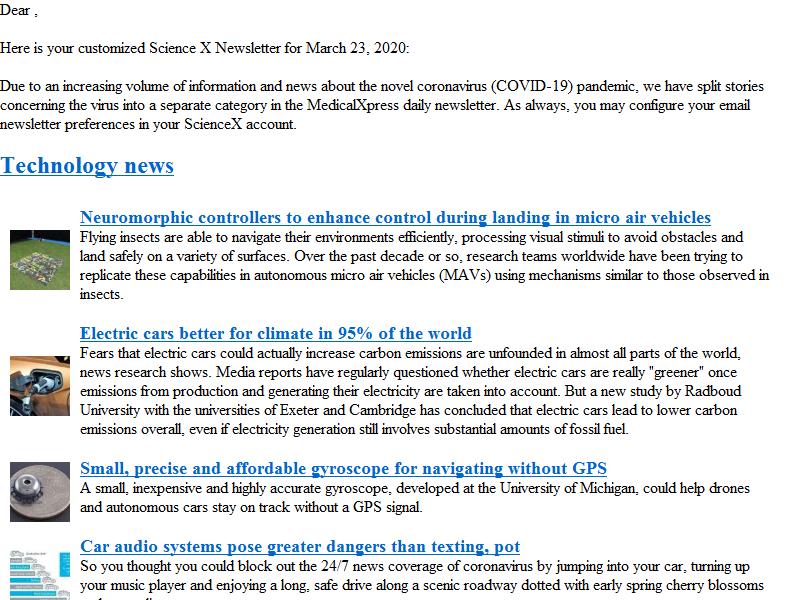 Dear ,
Here is your customized Science X Newsletter for March 23, 2020:
Due to an increasing volume of information and news about the novel coronavirus (COVID-19) pandemic, we have split stories
concerning the virus into a separate category in the MedicalXpress daily newsletter. As always, you may configure your email
newsletter preferences in your ScienceX account.
Technology news
Neuromorphic controllers to enhance control during landing in micro air vehicles
Flying insects are able to navigate their environments efficiently, processing visual stimuli to avoid obstacles and
land safely on a variety of surfaces. Over the past decade or so, research teams worldwide have been trying to
replicate these capabilities in autonomous micro air vehicles (MAVs) using mechanisms similar to those observed in
insects.
Electric cars better for climate in 95% of the world
Fears that electric cars could actually increase carbon emissions are unfounded in almost all parts of the world,
news research shows. Media reports have regularly questioned whether electric cars are really "greener" once
emissions from production and generating their electricity are taken into account. But a new study by Radboud
University with the universities of Exeter and Cambridge has concluded that electric cars lead to lower carbon
emissions overall, even if electricity generation still involves substantial amounts of fossil fuel.
Small, precise and affordable gyroscope for navigating without GPS
A small, inexpensive and highly accurate gyroscope, developed at the University of Michigan, could help drones
and autonomous cars stay on track without a GPS signal.
Car audio systems pose greater dangers than texting, pot
So you thought you could block out the 24/7 news coverage of coronavirus by jumping into your car, turning up
your music player and enjoying a long, safe drive along a scenic roadway dotted with early spring cherry blossoms